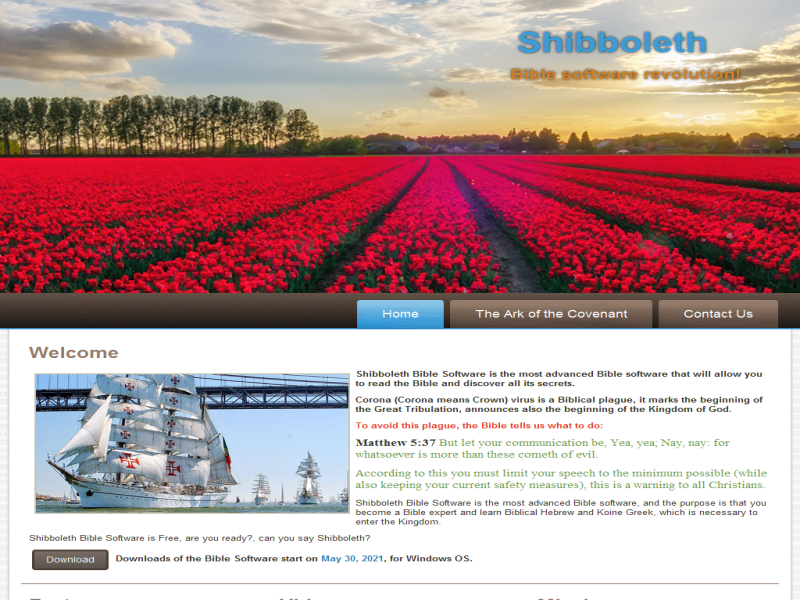 Shibboleth
Bible software revolution!
Home
The Ark of the Covenant
Contact Us
Welcome
Shibboleth Bible Software is the most advanced Bible software that will allow you
to read the Bible and discover all its secrets.
Corona (Corona means Crown) virus is a Biblical plague, it marks the beginning of
the Great Tribulation, announces also the beginning of the Kingdom of God.
To avoid this plague, the Bible tells us what to do:
Matthew 5:37 But let your communication be, Yea, yea; Nay, nay: for
whatsoever is more than these cometh of evil.
According to this you must limit your speech to the minimum possible (while
also keeping your current safety measures), this is a warning to all Christians.
Shibboleth Bible Software is the most advanced Bible software, and the purpose is that you
become a Bible expert and learn Biblical Hebrew and Koine Greek, which is necessary to
enter the Kingdom.
Shibboleth Bible Software is Free, are you ready?, can you say Shibboleth?
Download
Downloads of the Bible Software start on May 30, 2021, for Windows OS.